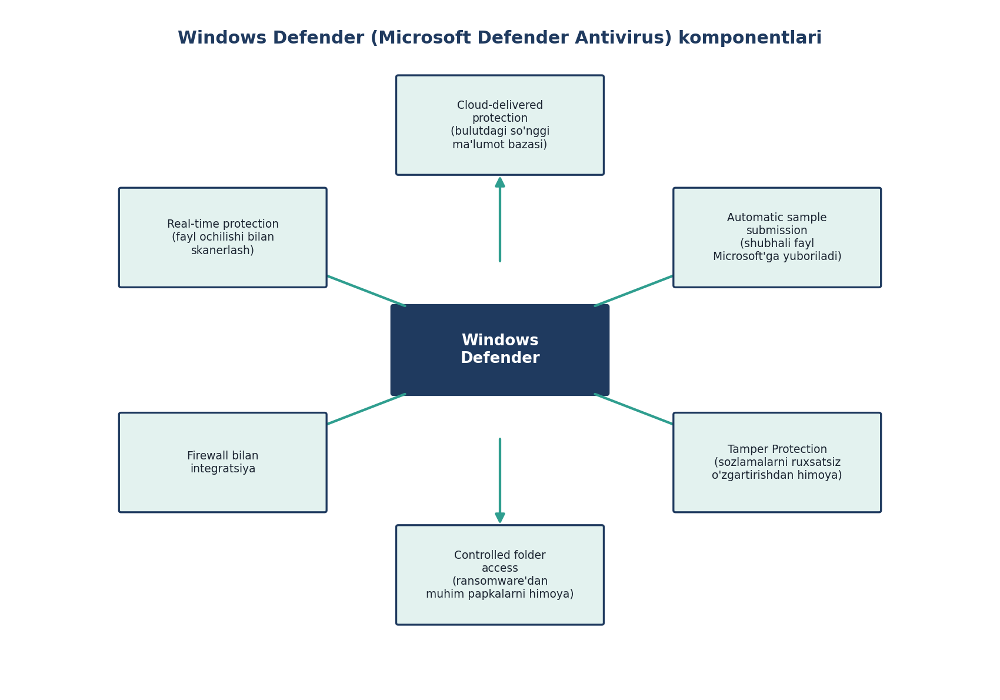 Windows Defender (Microsoft Defender Antivirus) komponentlari
Cloud-delivered
protection
(bulutdagi so'nggi
ma'lumot bazasi)
Real-time protection
(fayl ochilishi bilan
skanerlash)
Automatic sample
submission
(shubhali fayl
Microsoft'ga yuboriladi)
Windows
Defender
Firewall bilan
integratsiya
Tamper Protection
(sozlamalarni ruxsatsiz
o'zgartirishdan himoya)
Controlled folder
access
(ransomware'dan
muhim papkalarni himoya)